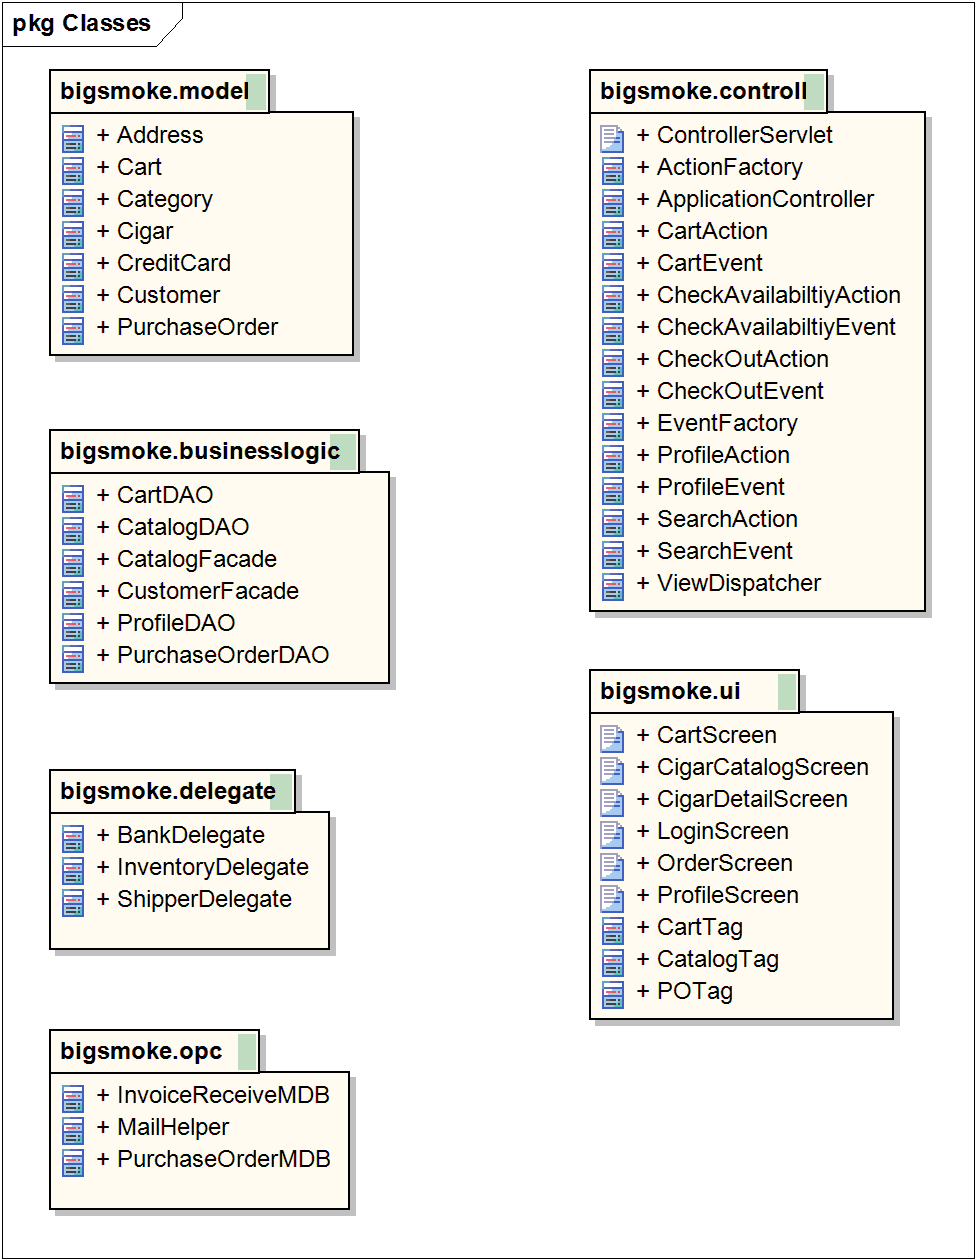 pkg Classes
bigsmoke.model
+ Address
+ Cart
+ Category
+ Cigar
+ CreditCard
+ Customer
+ PurchaseOrder
bigsmoke.businesslogic
+ CartDAO
+ CatalogDAO
+ CatalogFacade
+ CustomerFacade
+ ProfileDAO
+ PurchaseOrderDAO
bigsmoke.delegate
+ BankDelegate
+ InventoryDelegate
+ ShipperDelegate
bigsmoke.opc
+ InvoiceReceiveMDB
+ MailHelper
+ PurchaseOrderMDB
bigsmoke.controll
+ ControllerServlet
+ ActionFactory
+ ApplicationController
+ CartAction
+ CartEvent
+ CheckAvailabiltiyAction
+ CheckAvailabiltiyEvent
+ CheckOutAction
+ CheckOutEvent
+ EventFactory
+ ProfileAction
+ ProfileEvent
+ SearchAction
+ SearchEvent
+ ViewDispatcher
bigsmoke.ui
+ CartScreen
+ CigarCatalogScreen
+ CigarDetailScreen
+ LoginScreen
+ OrderScreen
+ ProfileScreen
+ CartTag
+ CatalogTag
+ POTag